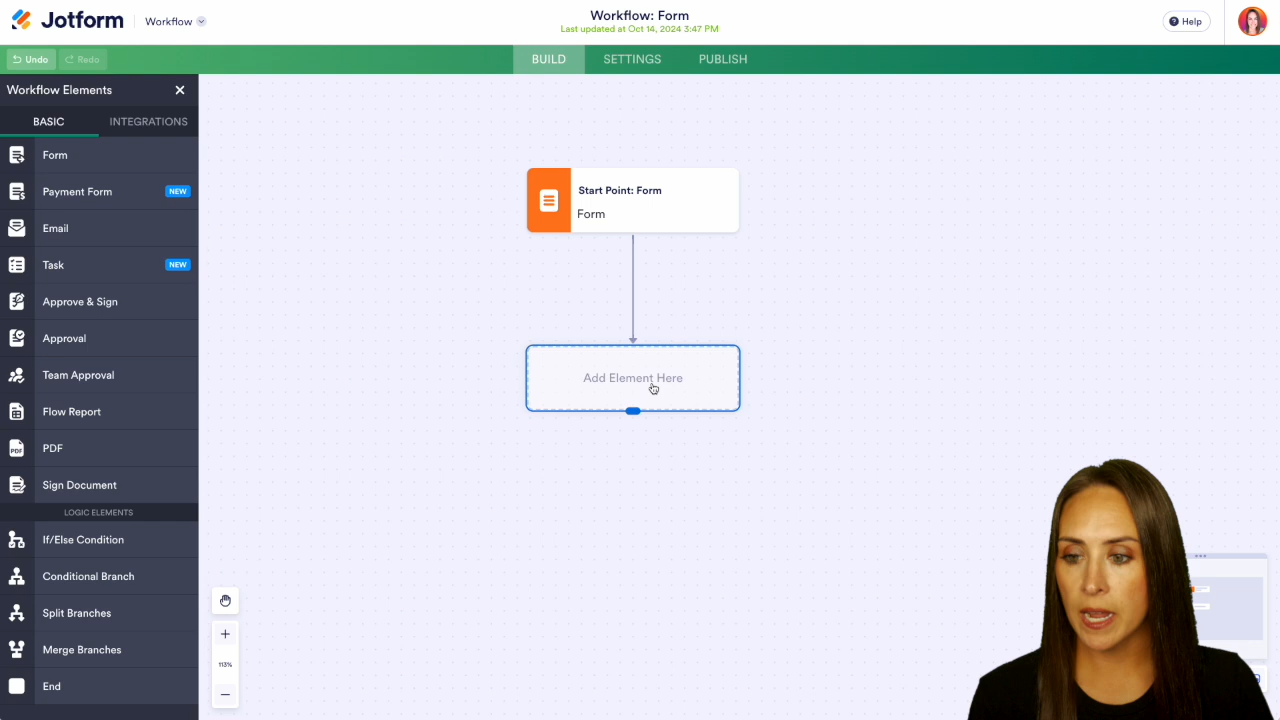 Jotform
Workflow
Workflow: Form
Last updated at Oct 14, 2024 3:47 PM
Help
Undo
Redo
BUILD
SETTINGS
PUBLISH
Workflow Elements
BASIC
INTEGRATIONS
Form
Payment Form
NEW
Email
Task
NEW
Approve & Sign
Approval
Team Approval
Flow Report
PDF
PDF
Sign Document
LOGIC ELEMENTS
If/Else Condition
Conditional Branch
Split Branches
Merge Branches
End
Start Point: Form
Form
Add Element Here
113%